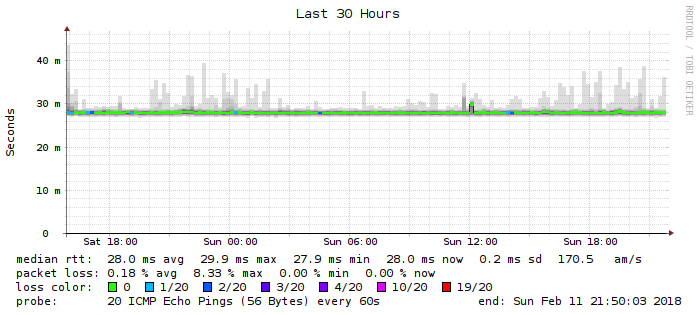 Last 30 Hours
RRDTOOL / TOBI OETIKER
Seconds
40 m
30 m
20 m
10 m
0
Sat 18:00 Sun 00:00 Sun 06:00 Sun 12:00 Sun 18:00
median rtt: 28.0 ms avg 29.9 ms max 27.9 ms min 28.0 ms now 0.2 ms sd 170.5 am/s
packet loss: 0.18 % avg 8.33 % max 0.00 % min 0.00 % now
loss color: 0 1/20 2/20 3/20 4/20 10/20 19/20
probe: 20 ICMP Echo Pings (56 Bytes) every 60s end: Sun Feb 11 21:50:03 2018